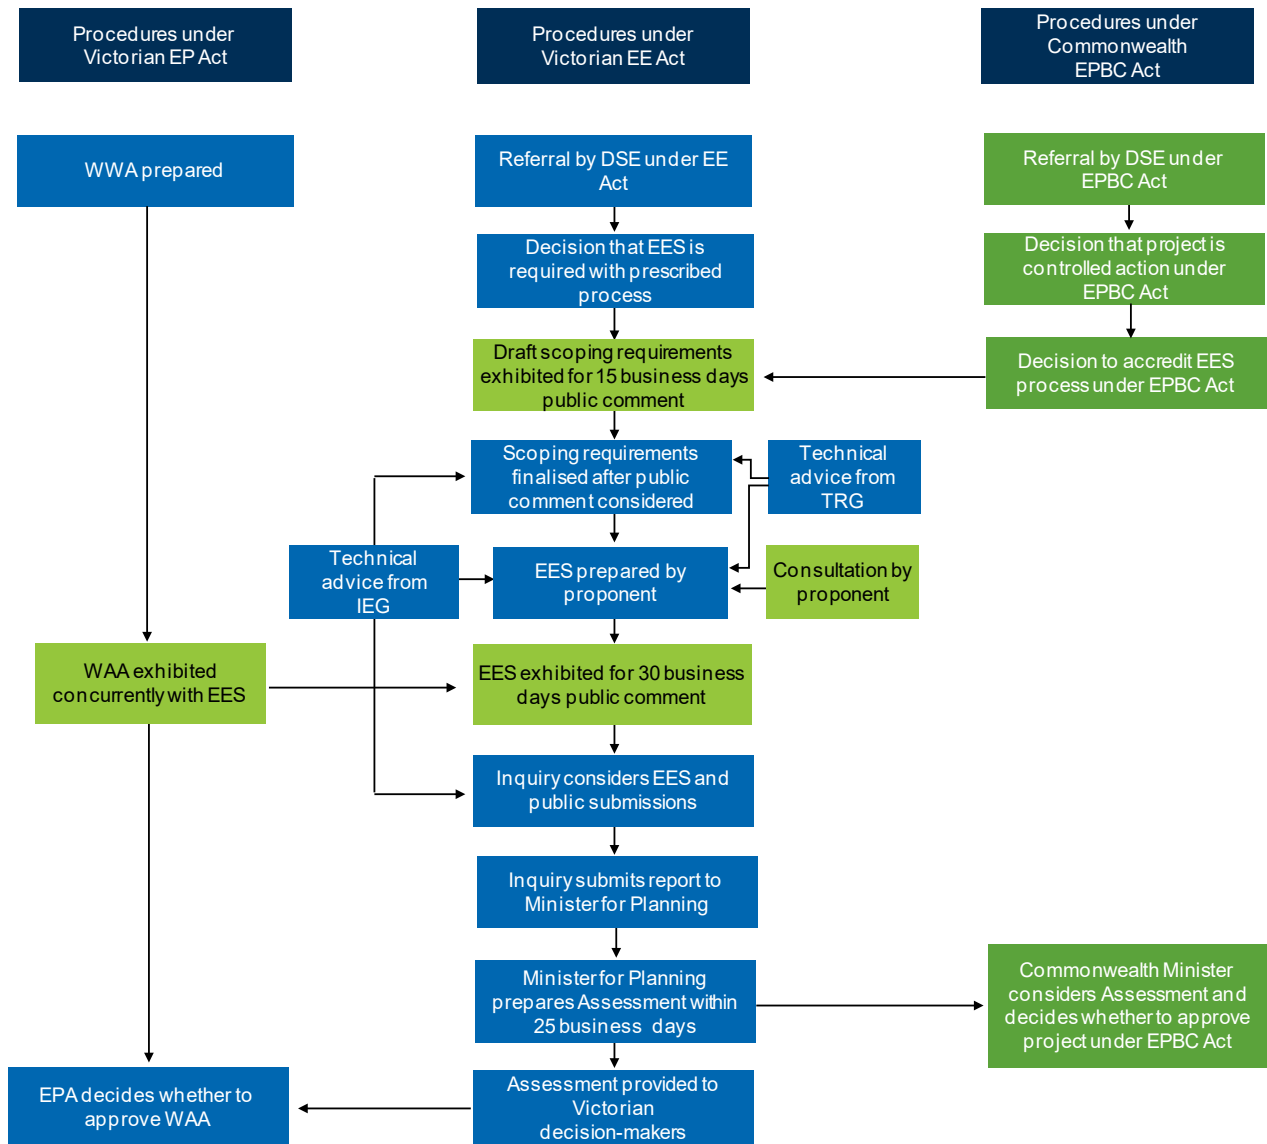 Procedures under
Victorian EP Act
Procedures under
Victorian EE Act
Procedures under
Commonwealth
EPBC Act
WWA prepared
Referral by DSE under EE
Act
Referral by DSE under
EPBC Act
Decision that EES is
required with prescribed
process
Decision that project is
controlled action under
EPBC Act
Draft scoping requirements
exhibited for 15 business days
public comment
Decision to accredit EES
process under EPBC Act
Scoping requirements
finalised after public
comment considered
Technical
advice from
TRG
Technical
advice from
IEG
EES prepared by
proponent
Consultation by
proponent
WAA exhibited
concurrently with EES
EES exhibited for 30 business
days public comment
Inquiry considers EES and
public submissions
Inquiry submits report to
Minister for Planning
Minister for Planning
prepares Assessment within
25 business days
Commonwealth Minister
considers Assessment and
decides whether to approve
project under EPBC Act
EPA decides whether to
approve WAA
Assessment provided to
Victorian
decision-makers